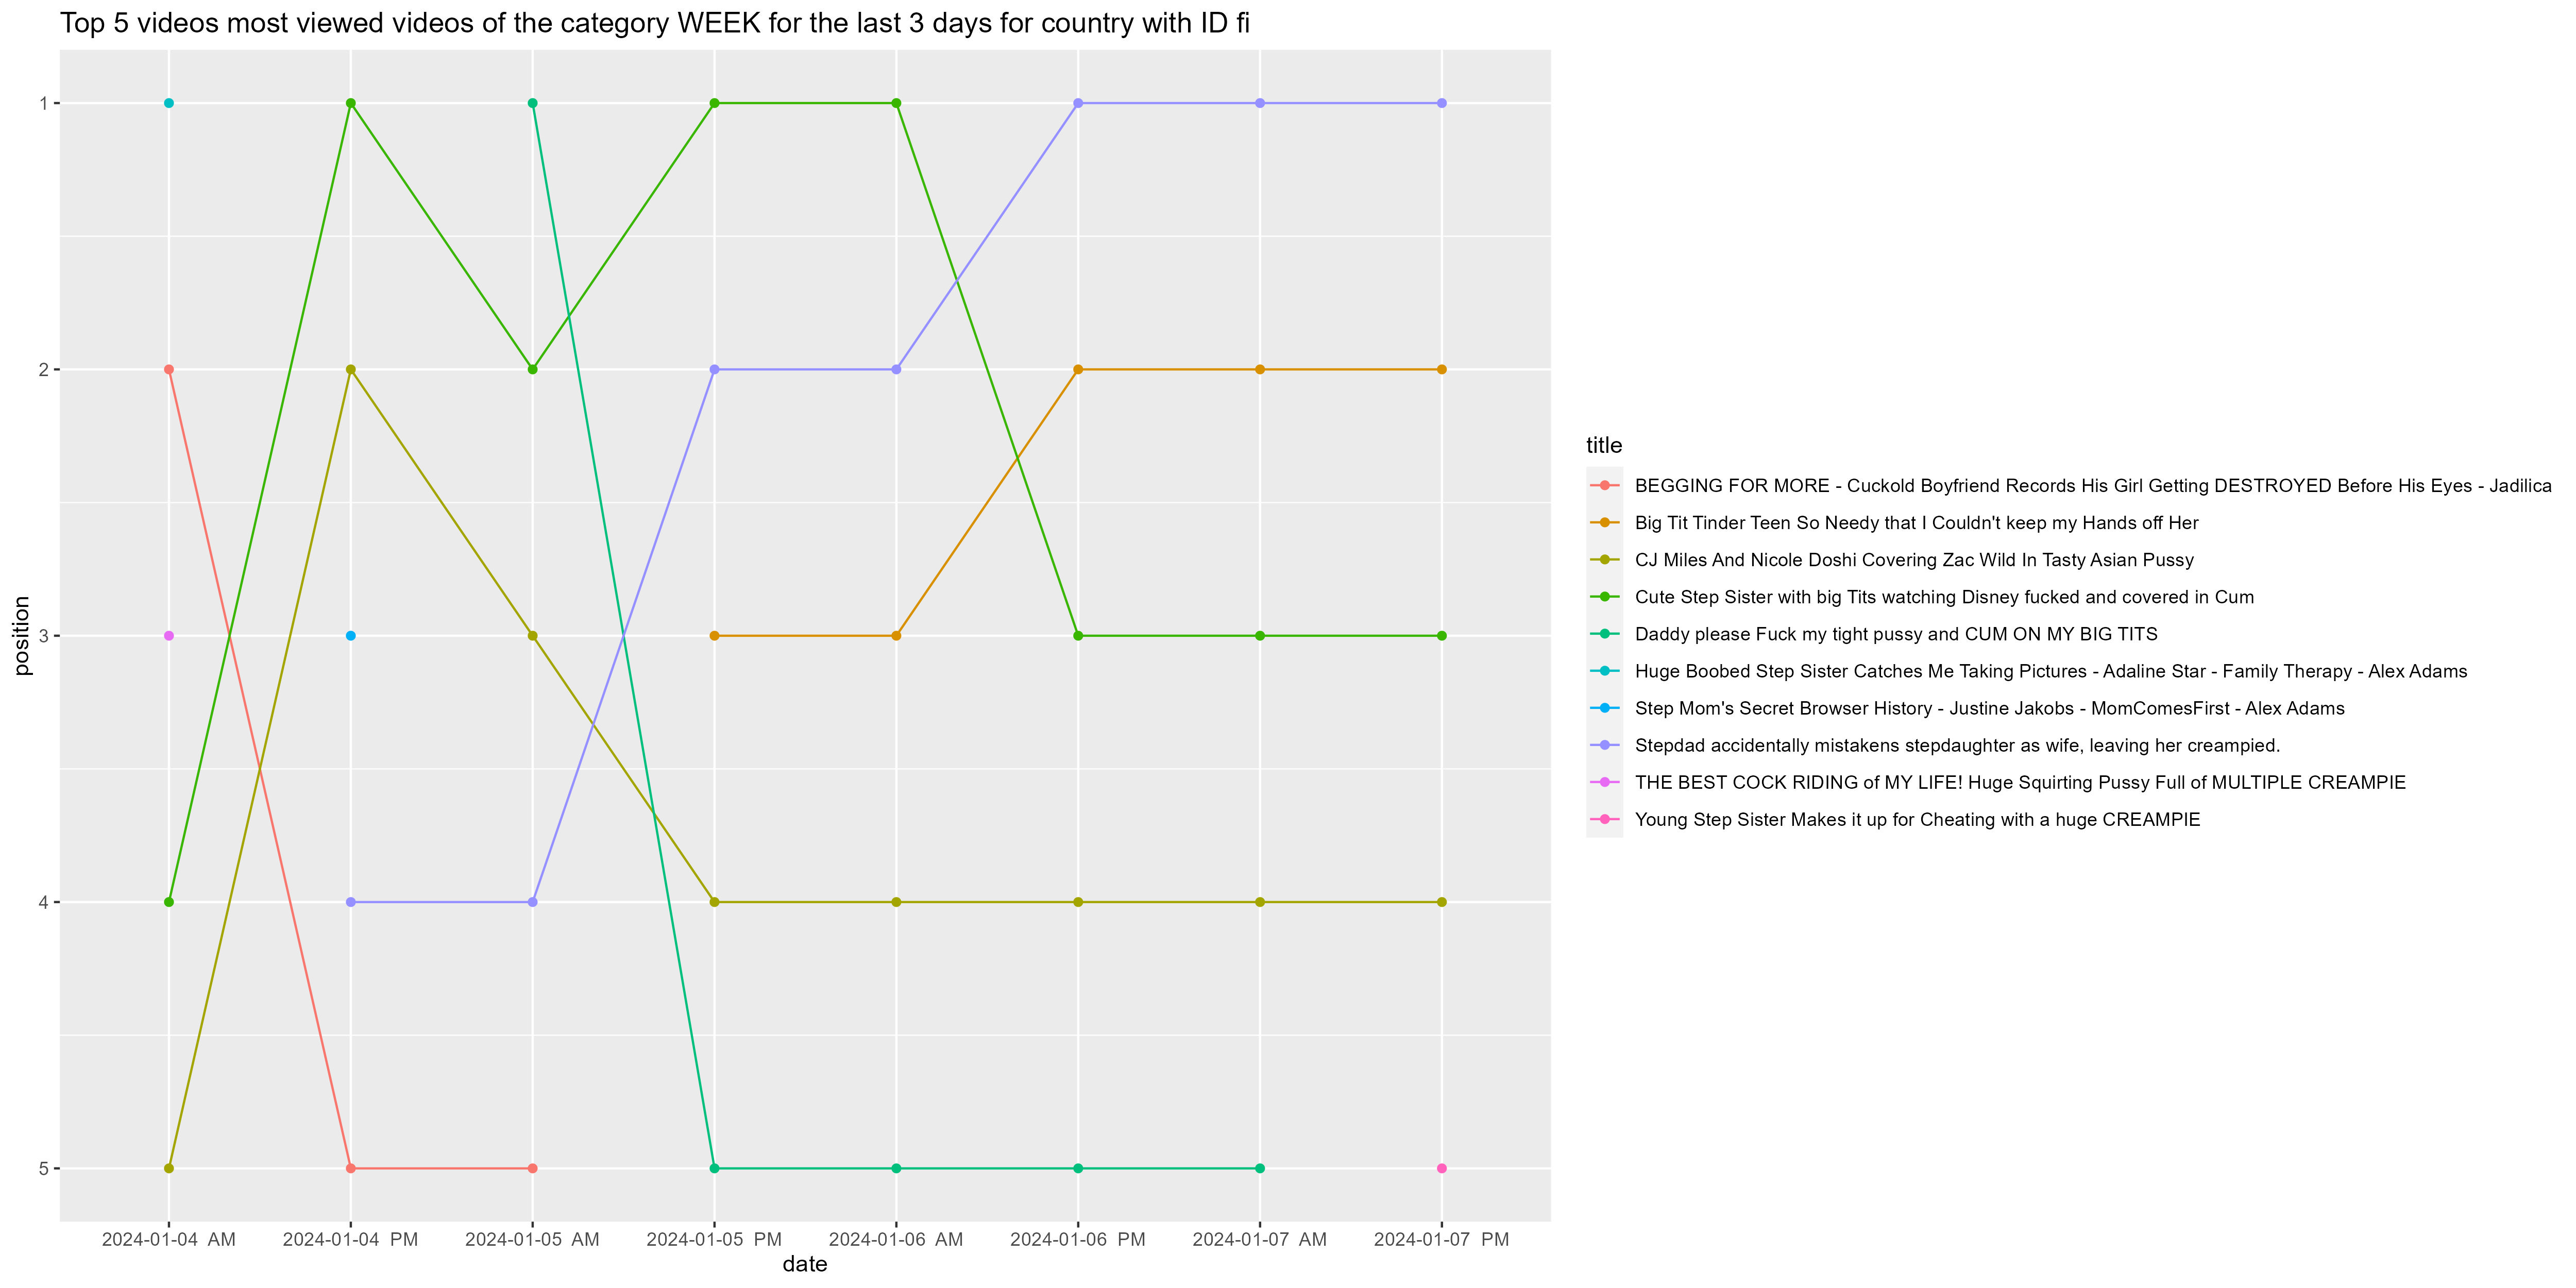 Top 5 videos most viewed videos of the category WEEK for the last 3 days for country with ID fi
1
2
3
4
5
position
2024-01-04 AM
2024-01-04 PM
2024-01-05 AM
2024-01-05 PM
2024-01-06 AM
2024-01-06 PM
2024-01-07 AM
2024-01-07 PM
date
title
BEGGING FOR MORE - Cuckold Boyfriend Records His Girl Getting DESTROYED Before His Eyes - Jadilica
Big Tit Tinder Teen So Needy that I Couldn't keep my Hands off Her
CJ Miles And Nicole Doshi Covering Zac Wild In Tasty Asian Pussy
Cute Step Sister with big Tits watching Disney fucked and covered in Cum
Daddy please Fuck my tight pussy and CUM ON MY BIG TITS
Huge Boobed Step Sister Catches Me Taking Pictures - Adaline Star - Family Therapy - Alex Adams
Step Mom's Secret Browser History - Justine Jakobs - MomComesFirst - Alex Adams
Stepdad accidentally mistakens stepdaughter as wife, leaving her creampied.
THE BEST COCK RIDING of MY LIFE! Huge Squirting Pussy Full of MULTIPLE CREAMPIE
Young Step Sister Makes it up for Cheating with a huge CREAMPIE